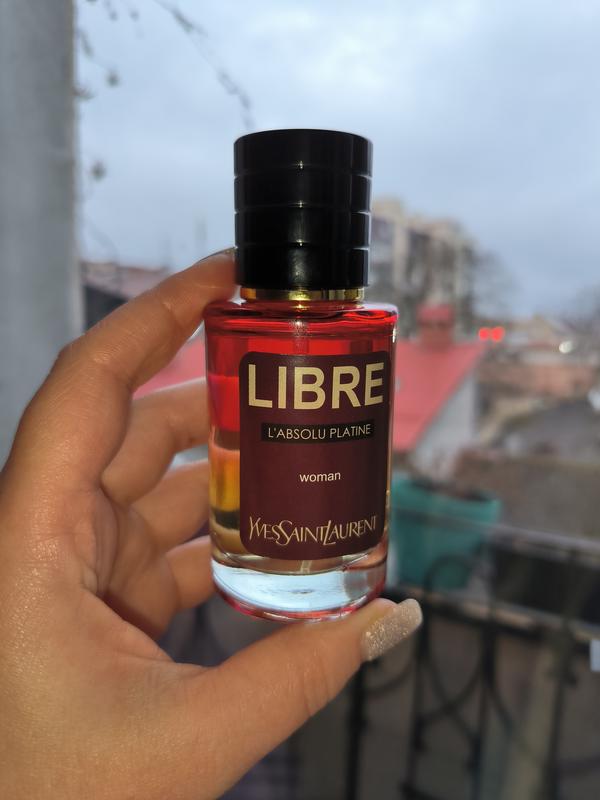 LIBRE
L'ABSOLU PLATINE
woman
YVESSAINTLAURENT